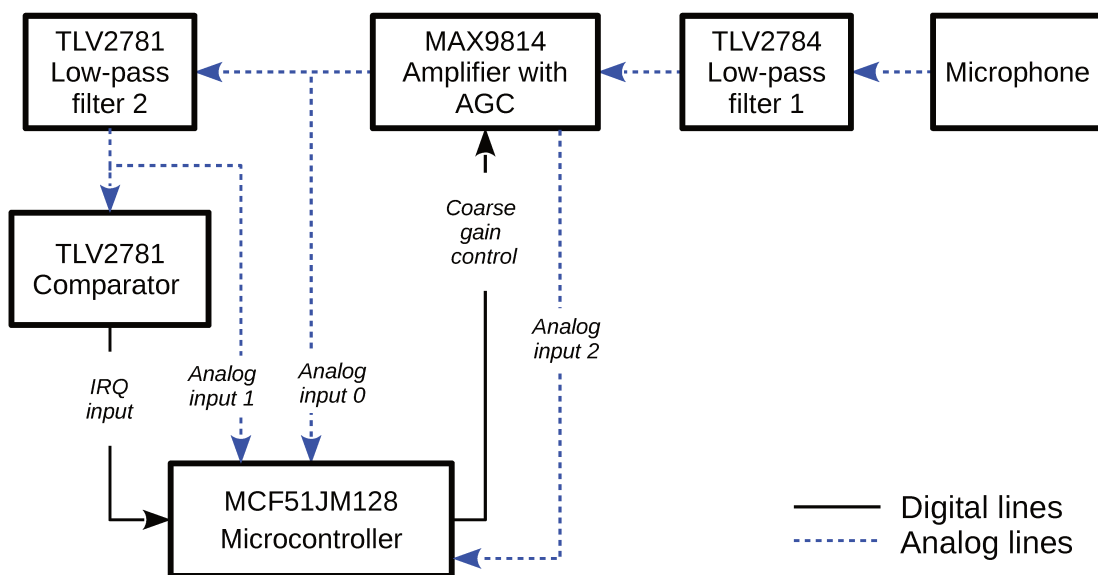 TLV2781
Low-pass
filter 2
MAX9814
Amplifier with
AGC
TLV2784
Low-pass
filter 1
Microphone
TLV2781
Comparator
Coarse
gain
control
IRQ
input
Analog
input 1
Analog
input 0
Analog
input 2
MCF51JM128
Microcontroller
Digital lines
Analog lines